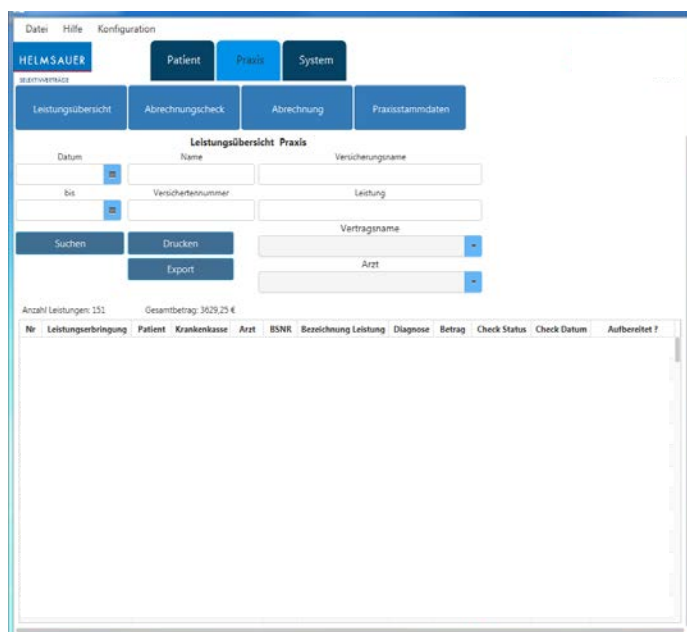 Datei Hilfe Konfiguration
HELMSAUER
SELEKTIVVERTRÄGE
Patient Praxis System
Leistungsübersicht Abrechnungscheck Abrechnung Praxisstammdaten
Leistungsübersicht Praxis
Datum Name Versicherungsname
bis Versichertennummer Leistung
Vertragsname
Suchen Drucken
Arzt
Export
Anzahl Leistungen: 151 Gesamtbetrag: 3629,25 €
Nr Leistungserbringung Patient Krankenkasse Arzt BSNR Bezeichnung Leistung Diagnose Betrag Check Status Check Datum Aufbereitet ?